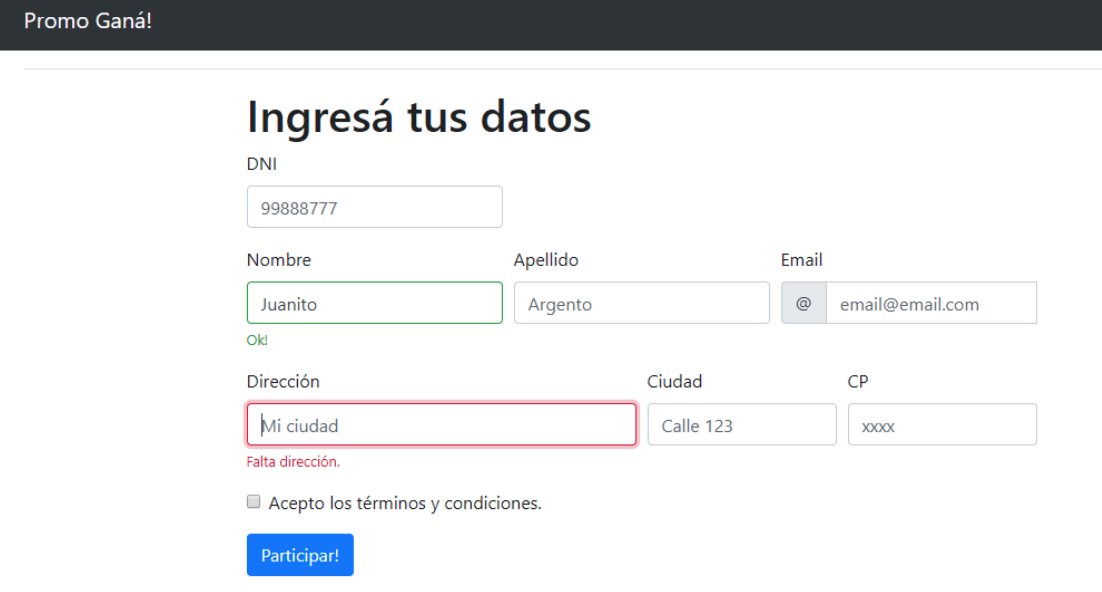 Promo Ganá!
Ingresá tus datos
DNI
99888777
Nombre Apellido Email
Juanito Argento @ email@email.com
Ok!
Dirección Ciudad CP
Mi ciudad Calle 123 xxxx
Falta dirección.
Acepto los términos y condiciones.
Participar!